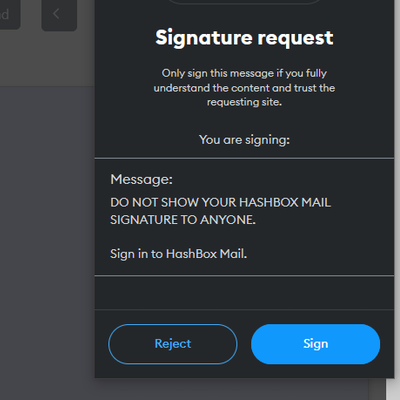 d
Signature request
Only sign this message if you fully
understand the content and trust the
requesting site.
You are signing:
Message:
DO NOT SHOW YOUR HASHBOX MAIL
SIGNATURE TO ANYONE.
Sign in to HashBox Mail.
Reject
Sign